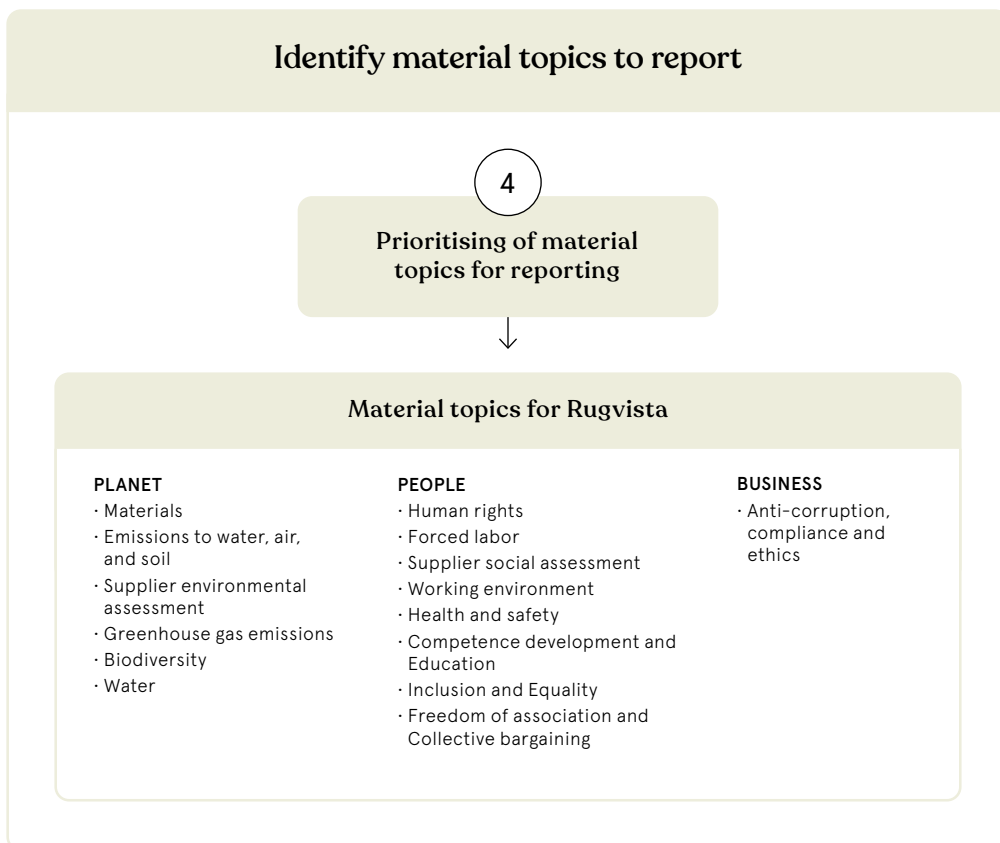 Identify material topics to report
4
Prioritising of material
topics for reporting
Material topics for Rugvista
PLANET
· Materials
· Emissions to water, air,
and soil
· Supplier environmental
assessment
· Greenhouse gas emissions
· Biodiversity
· Water
PEOPLE
· Human rights
· Forced labor
· Supplier social assessment
· Working environment
· Health and safety
· Competence development and
Education
· Inclusion and Equality
· Freedom of association and
Collective bargaining
BUSINESS
· Anti-corruption,
compliance and
ethics